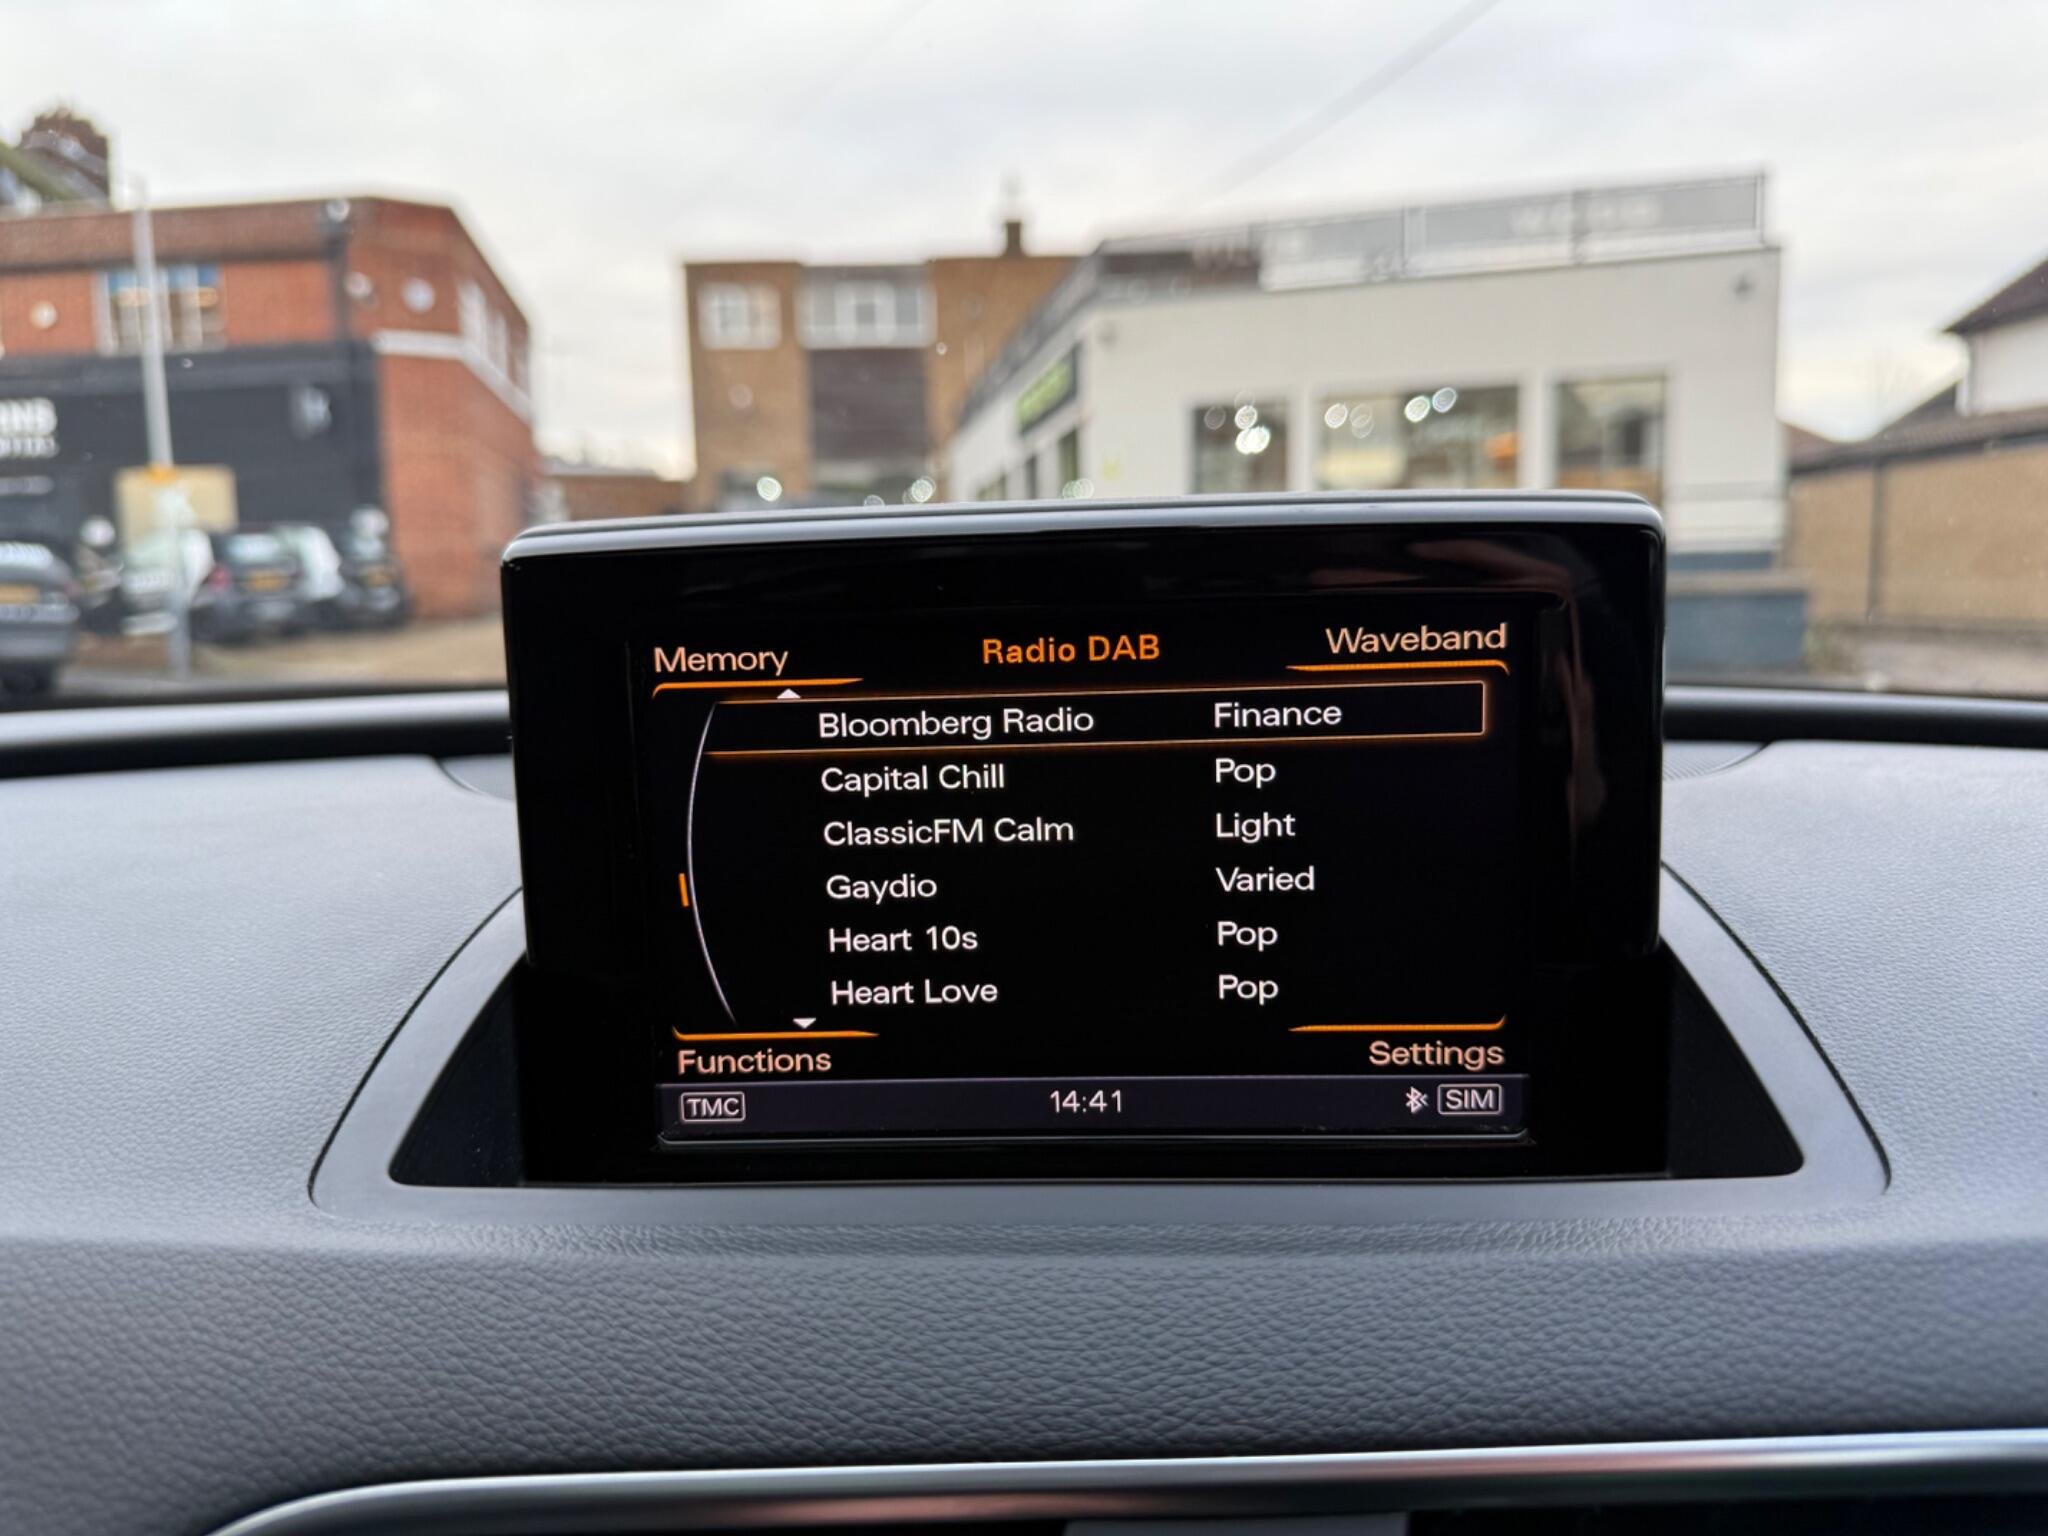 Memory Radio DAB Waveband
Bloomberg Radio Finance
Capital Chill Pop
ClassicFM Calm Light
Gaydio Varied
Heart 10s Pop
Heart Love Pop
Functions Settings
TMC 14:41 SIM